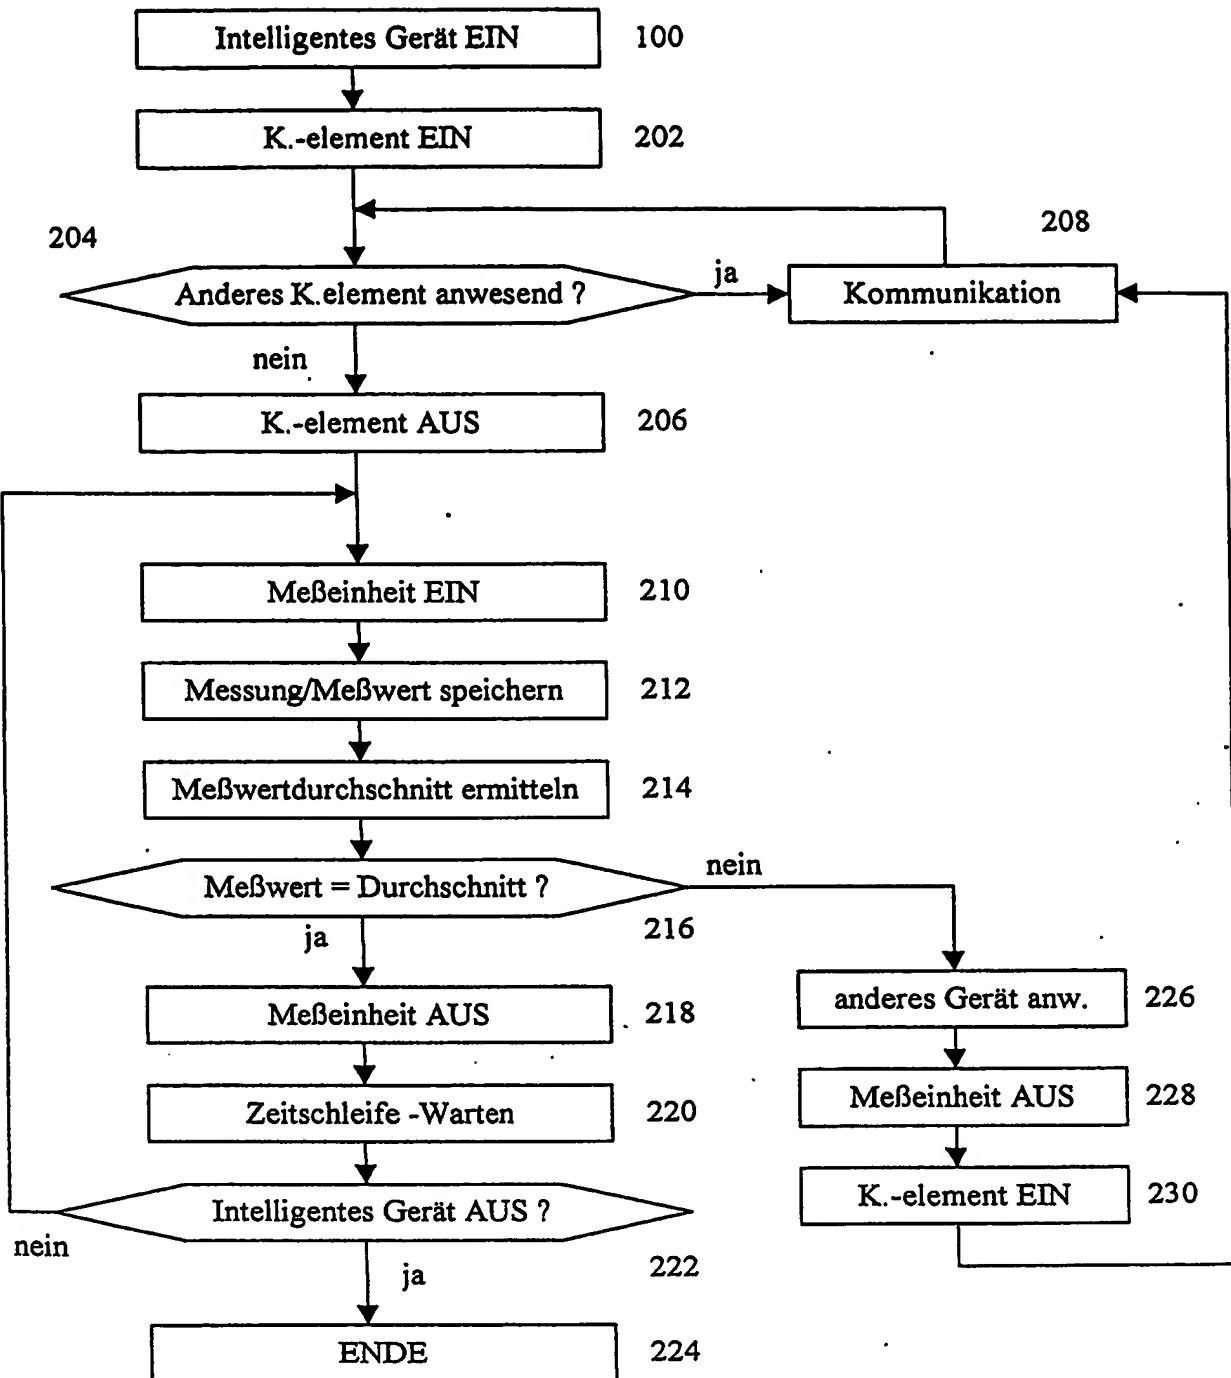 Intelligentes Gerät EIN 100
K.-element EIN 202
204
208
Anderes K.element anwesend ?
ja
Kommunikation
nein
K.-element AUS 206
Meßeinheit EIN 210
Messung/Meßwert speichern 212
Meßwertdurchschnitt ermitteln 214
Meßwert = Durchschnitt ?
nein
216
ja
Meßeinheit AUS 218
anderes Gerät anw. 226
Zeitschleife -Warten 220
Meßeinheit AUS 228
Intelligentes Gerät AUS ?
K.-element EIN 230
nein
222
ja
ENDE 224